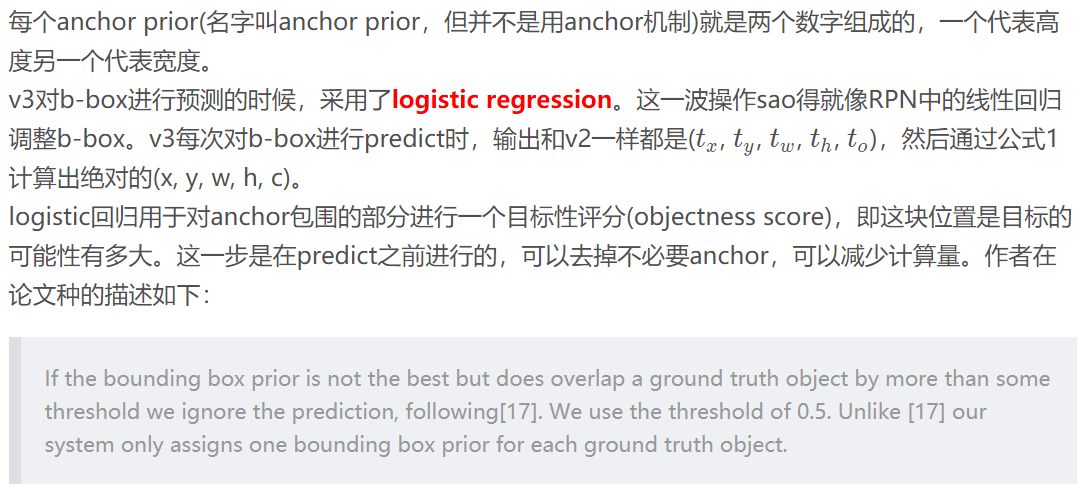 每个anchor prior(名字叫anchor prior，但并不是用anchor机制)就是两个数字组成的，一个代表高
度另一个代表宽度。
v3对b-box进行预测的时候，采用了logistic regression。这一波操作sao得就像RPN中的线性回归
调整b-box。v3每次对b-box进行predict时，输出和v2一样都是(t_x, t_y, t_w, t_h, t_o)，然后通过公式1
计算出绝对的(x, y, w, h, c)。
logistic回归用于对anchor包围的部分进行一个目标性评分(objectness score)，即这块位置是目标的
可能性有多大。这一步是在predict之前进行的，可以去掉不必要anchor，可以减少计算量。作者在
论文种的描述如下：
If the bounding box prior is not the best but does overlap a ground truth object by more than some
threshold we ignore the prediction, following[17]. We use the threshold of 0.5. Unlike [17] our
system only assigns one bounding box prior for each ground truth object.